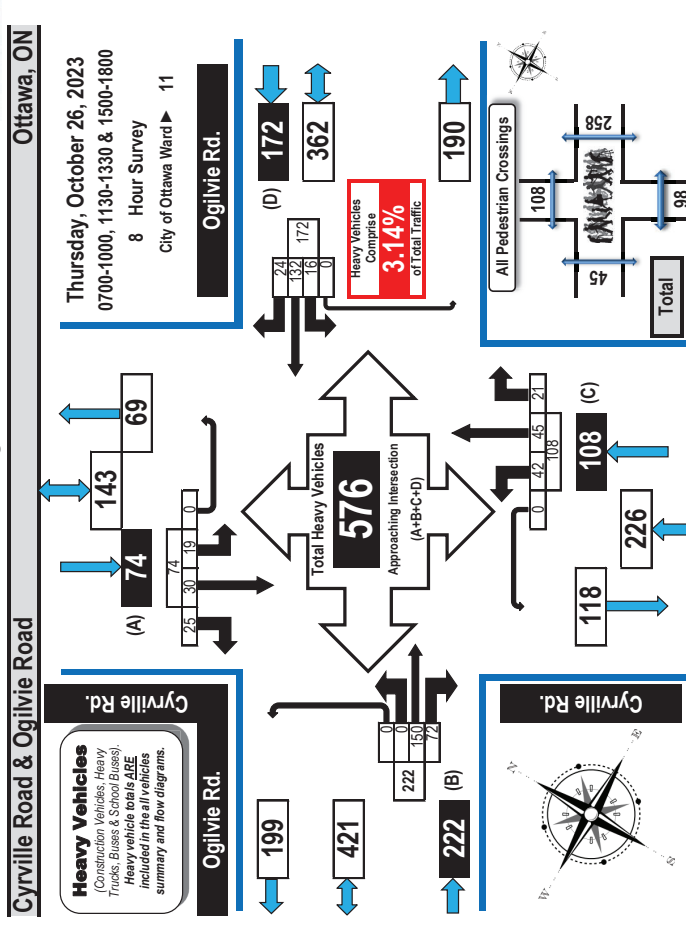 Cyrville Road & Ogilvie Road
Ottawa, ON
Heavy Vehicles
(Construction Vehicles, Heavy
Trucks, Buses & School Buses).
Heavy vehicle totals ARE
included in the all vehicles
summary and flow diagrams.
Cyrville Rd.
Ogilvie Rd.
Thursday, October 26, 2023
0700-1000, 1130-1330 & 1500-1800
8 Hour Survey
City of Ottawa Ward ► 11
Ogilvie Rd.
143
69
(A)
74
74
25
30
19
0
199
421
222
(B)
222
0
0
150
72
Total Heavy Vehicles
576
Approaching Intersection
(A+B+C+D)
24
132
16
0
172
(D)
172
362
190
Heavy Vehicles
Comprise
3.14%
of Total Traffic
0
42
45
21
108
108
(C)
118
226
Cyrville Rd.
N
E
S
W
All Pedestrian Crossings
108
258
45
98
Total